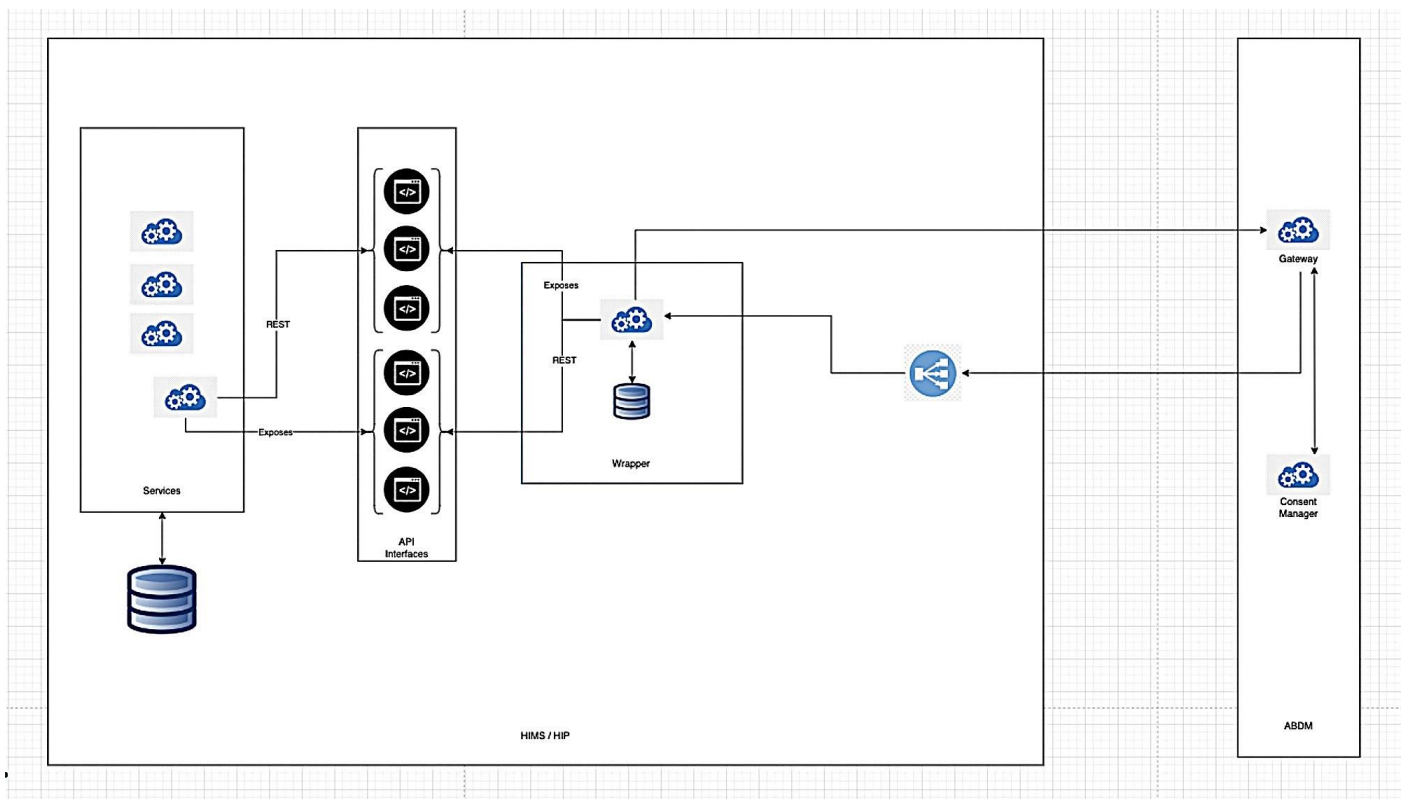 </>
</>
</>
</>
</>
</>
REST
Exposes
Services
API
Interfaces
Exposes
REST
Wrapper
Gateway
Consent
Manager
HIMS / HIP
ABDM